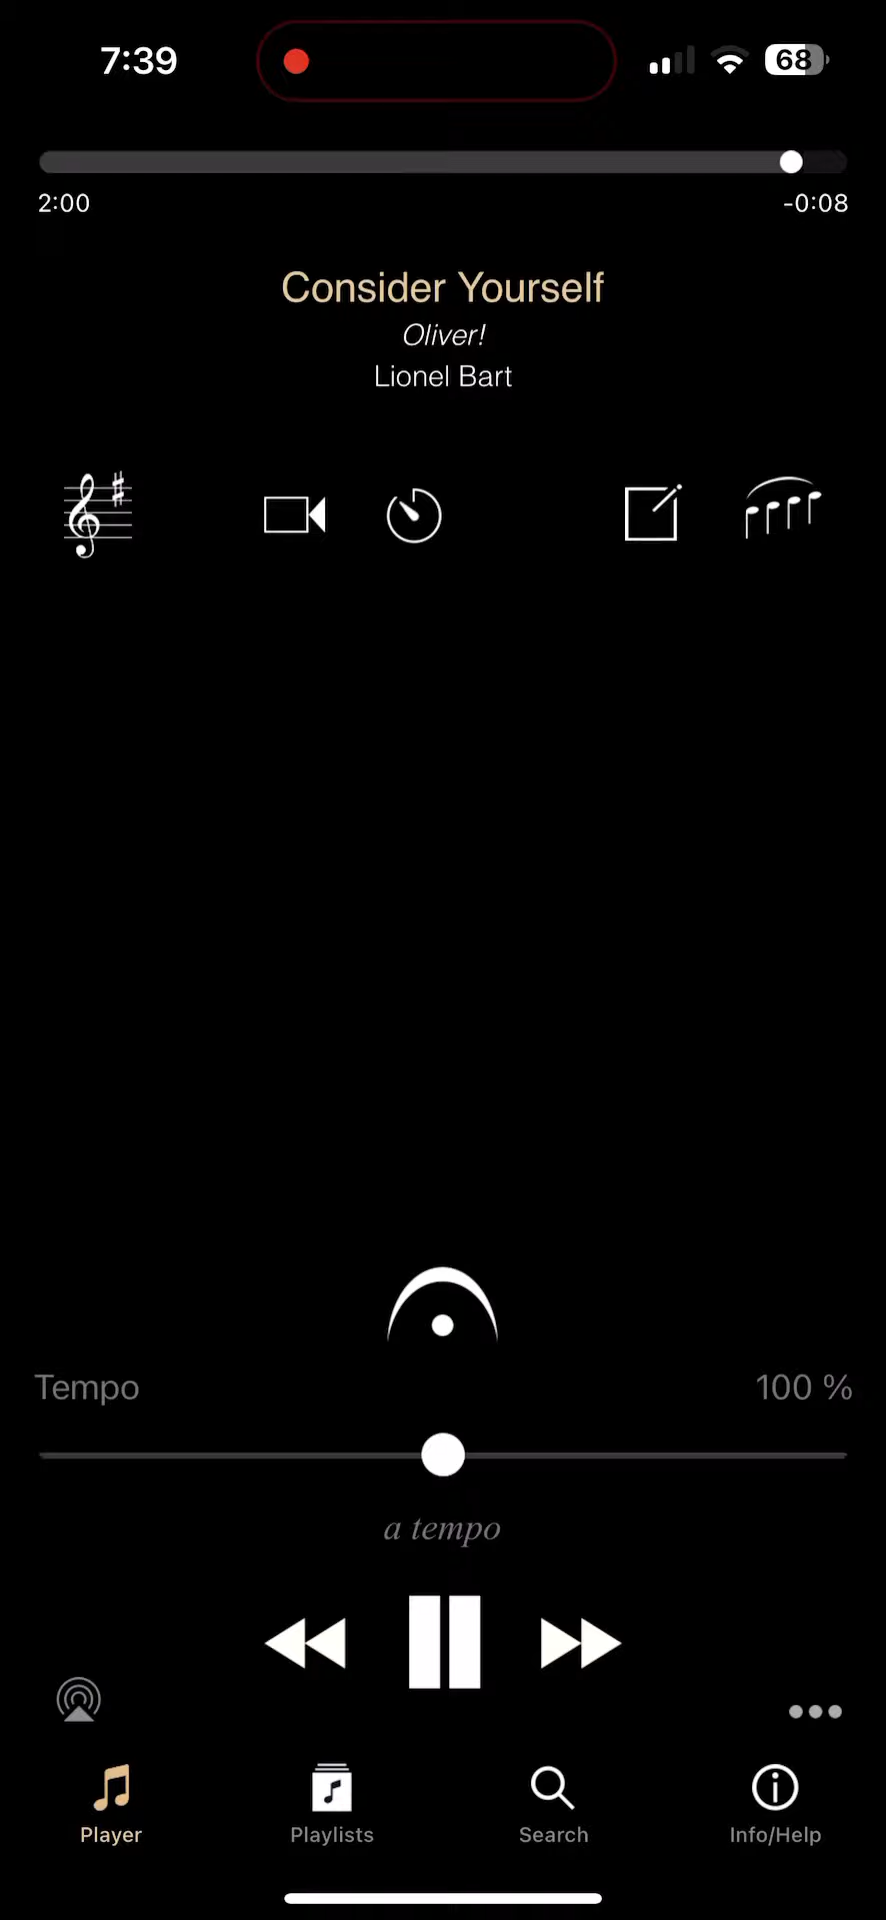 7:39
68
2:00
-0:08
Consider Yourself
Oliver!
Lionel Bart
Tempo
100 %
a tempo
Player
Playlists
Search
Info/Help